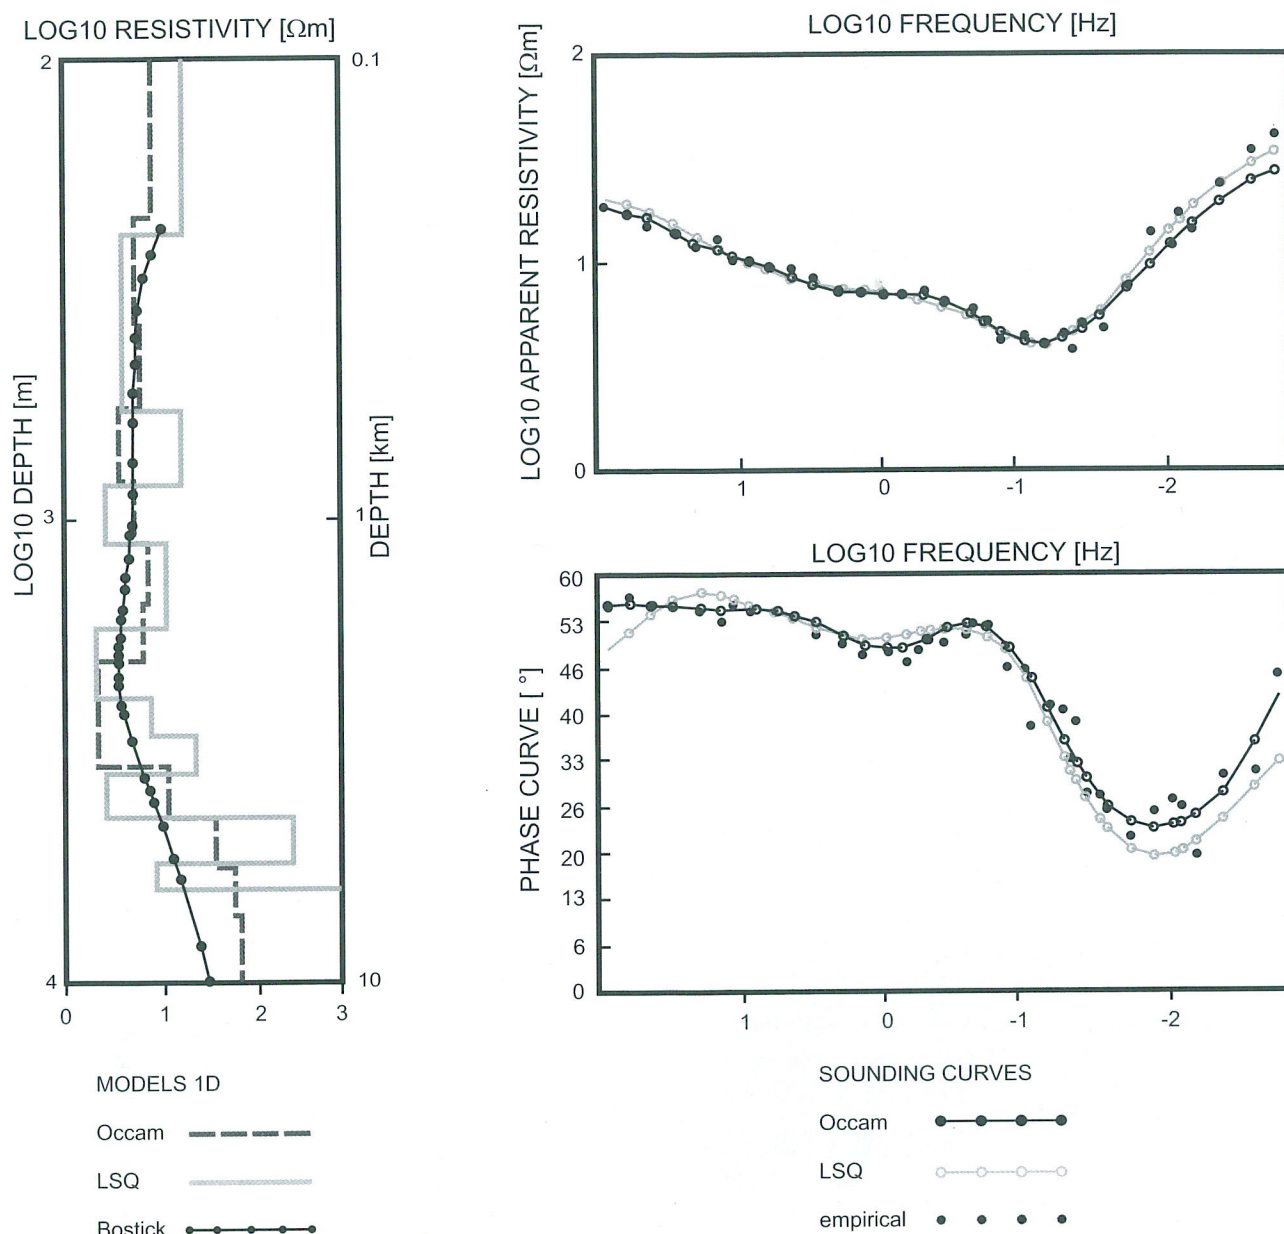 LOG10 RESISTIVITY [Ωm]
2
0.1
LOG10 DEPTH [m]
3
1
DEPTH [km]
4
10
0
1
2
3
MODELS 1D
Occam
LSQ
Bostick
LOG10 FREQUENCY [Hz]
LOG10 APPARENT RESISTIVITY [Ωm]
2
1
0
1
0
-1
-2
LOG10 FREQUENCY [Hz]
PHASE CURVE [ °]
60
53
46
40
33
26
20
13
6
0
1
0
-1
-2
SOUNDING CURVES
Occam
LSQ
empirical